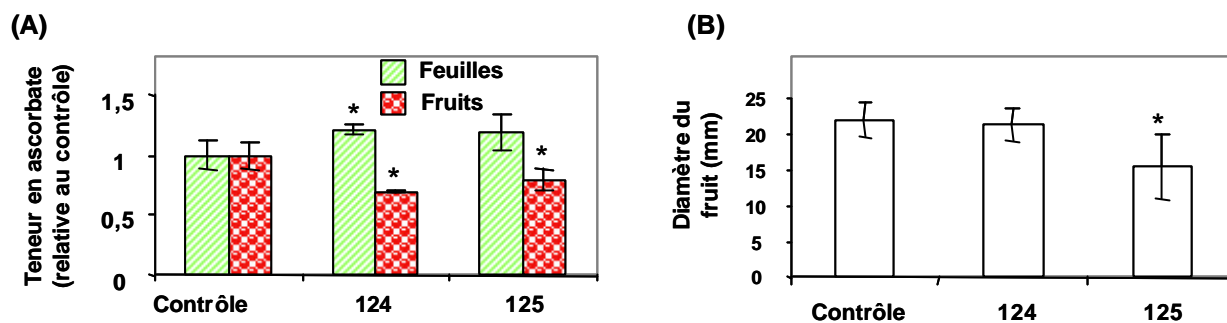 (A)
Teneur en ascorbate
(relative au contrôle)
1,5
1
0,5
0
Feuilles
Fruits
*
*
*
Contrôle
124
125
(B)
Diamètre du
fruit (mm)
25
20
15
10
5
0
*
Contrôle
124
125